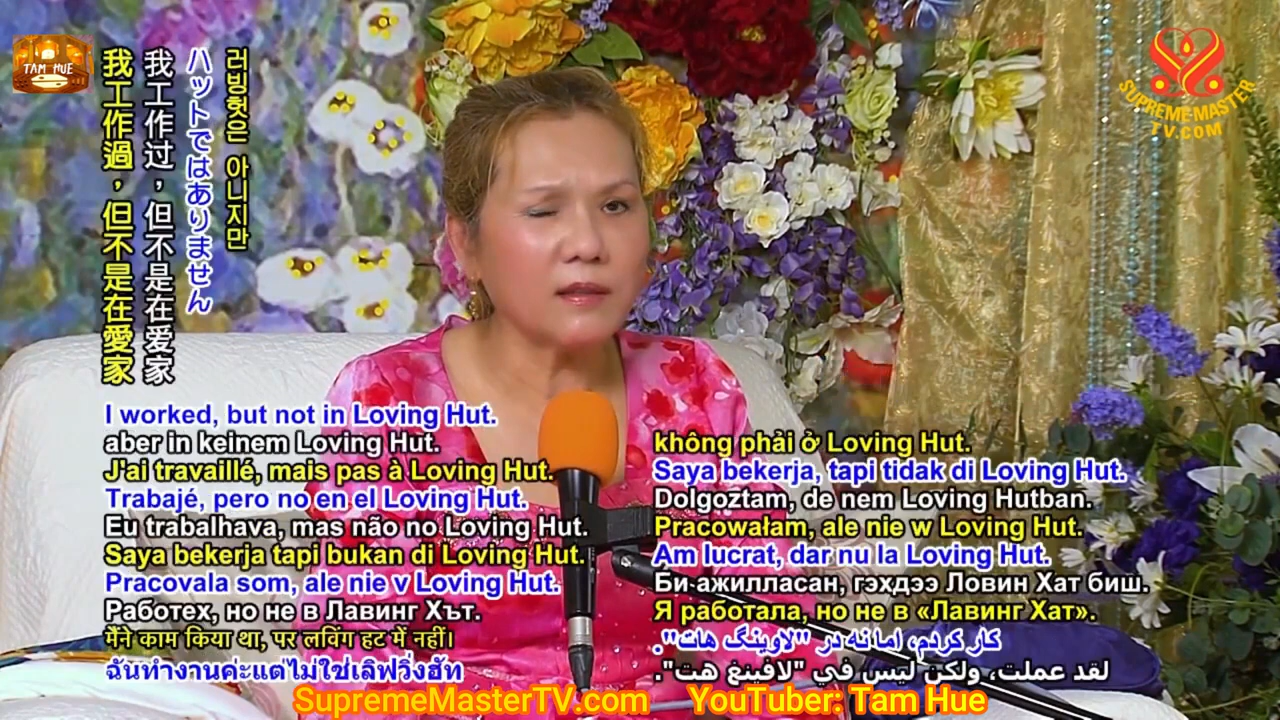 TAM HUE
SUPREME MASTER
TV.COM
러빙헛은 아니지만
ハットではありません
我工作过，但不是在爱家
我工作過，但不是在愛家
I worked, but not in Loving Hut.
aber in keinem Loving Hut.
J'ai travaillé, mais pas à Loving Hut.
Trabajé, pero no en el Loving Hut.
Eu trabalhava, mas não no Loving Hut.
Saya bekerja tapi bukan di Loving Hut.
Pracovala som, ale nie v Loving Hut.
Работех, но не в Лавинг Хът.
मैंने काम किया था, पर लविंग हट में नहीं।
ฉันทำงานค่ะแต่ไม่ใช่เลิฟวิ่งฮัท
không phải ở Loving Hut.
Saya bekerja, tapi tidak di Loving Hut.
Dolgoztam, de nem Loving Hutban.
Pracowałam, ale nie w Loving Hut.
Am lucrat, dar nu la Loving Hut.
Би ажилласан, гэхдээ Ловин Хат биш.
Я работала, но не в «Лавинг Хат».
کار کردم، اما نه در "لاوینگ هات".
لقد عملت، ولكن ليس في "لافينغ هت".
SupremeMasterTV.com YouTuber: Tam Hue